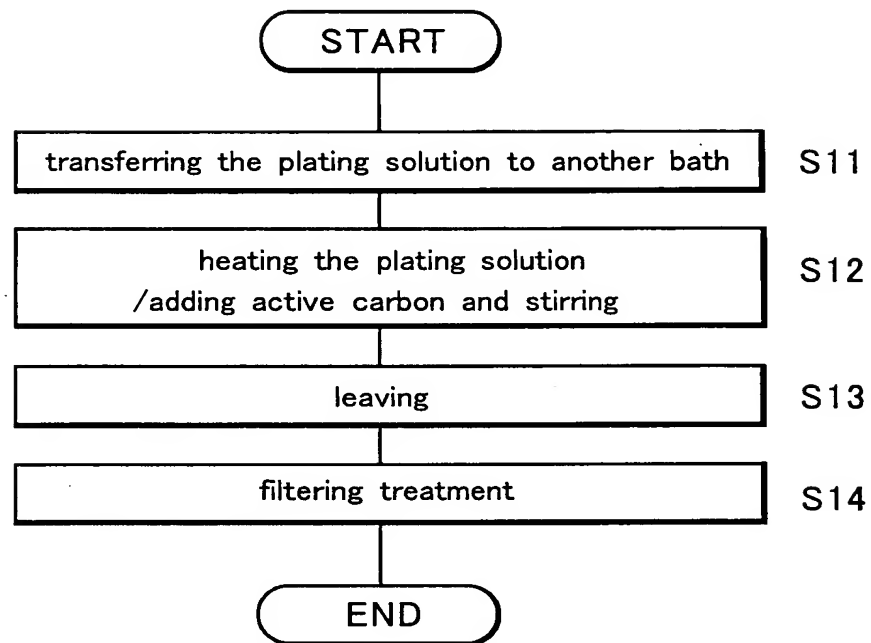 START
transferring the plating solution to another bath S11
heating the plating solution
/adding active carbon and stirring S12
leaving S13
filtering treatment S14
END